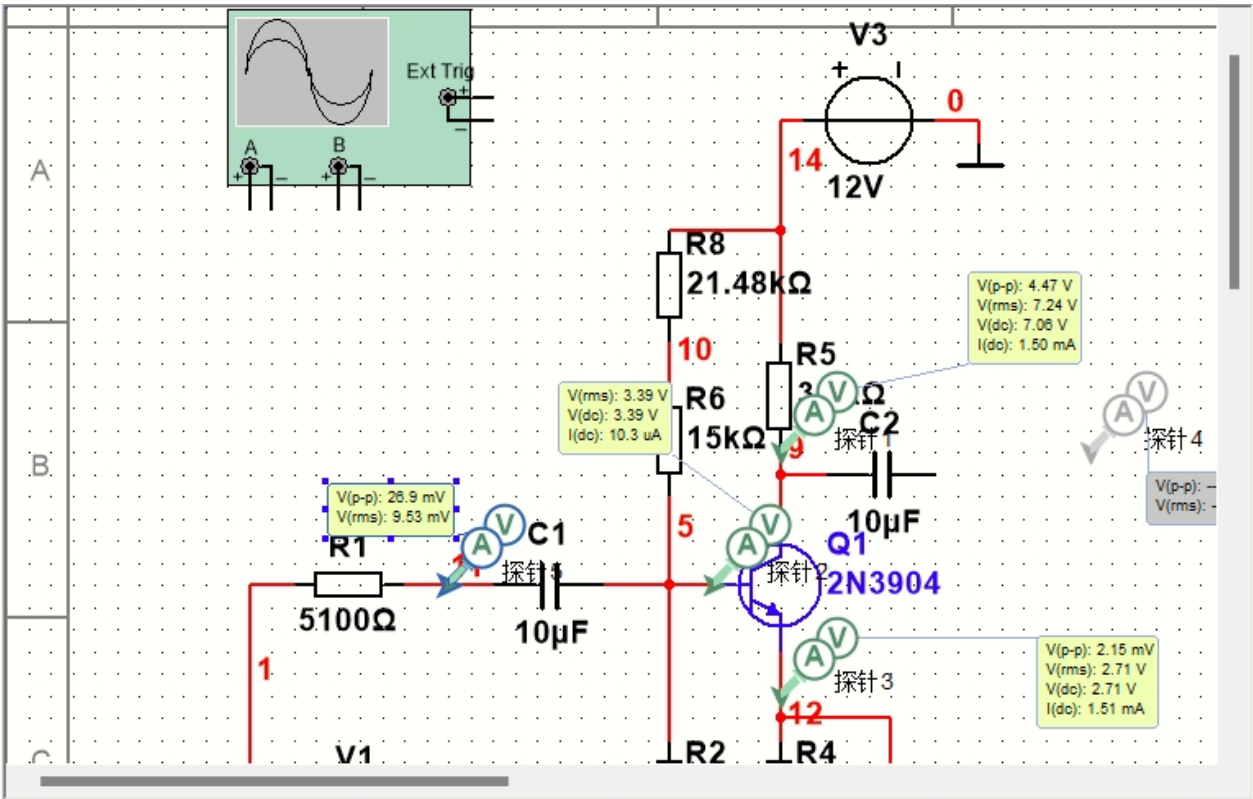 V3
Ext Trig
A
B
0
14
12V
A
R8
21.48kΩ
V(p-p): 4.47 V
V(rms): 7.24 V
V(dc): 7.06 V
I(dc): 1.50 mA
10
R5
V
A
V(rms): 3.39 V
V(dc): 3.39 V
I(dc): 10.3 uA
R6
15kΩ
C2
探针1
9
V
A
探针4
B
V(p-p): --
V(rms): -
V(p-p): 26.9 mV
V(rms): 9.53 mV
R1
5100Ω
V
A
C1
探针5
10µF
5
V
A
探针2
10µF
Q1
2N3904
1
V
A
探针3
V(p-p): 2.15 mV
V(rms): 2.71 V
V(dc): 2.71 V
I(dc): 1.51 mA
12
C
V1
R2
R4